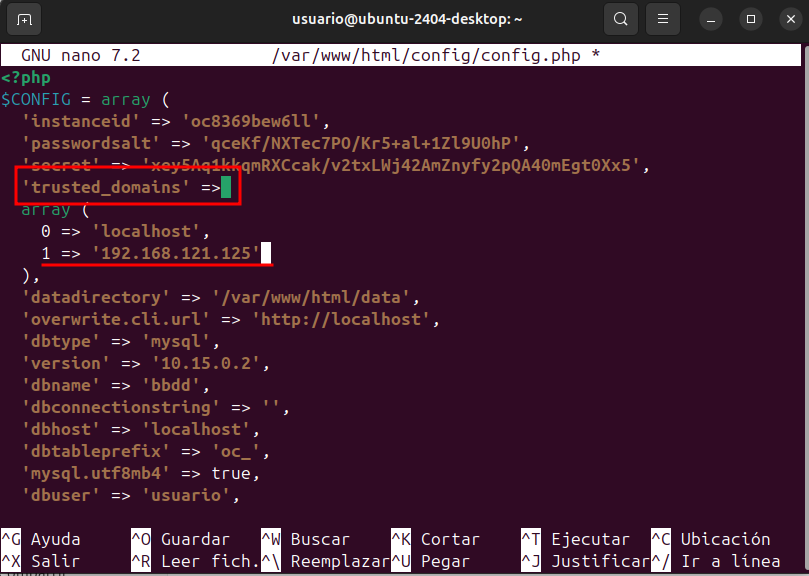 usuario@ubuntu-2404-desktop: ~
GNU nano 7.2 /var/www/html/config/config.php *
<?php
$CONFIG = array (
'instanceid' => 'oc8369bew6ll',
'passwordsalt' => 'qceKf/NXTec7PO/Kr5+al+1Zl9U0hP',
'secret' => 'xey5Aq1kkqmRXCcak/v2txLWj42AmZnyfy2pQA40mEgt0Xx5',
'trusted_domains' =>
array (
0 => 'localhost',
1 => '192.168.121.125'
),
'datadirectory' => '/var/www/html/data',
'overwrite.cli.url' => 'http://localhost',
'dbtype' => 'mysql',
'version' => '10.15.0.2',
'dbname' => 'bbdd',
'dbconnectionstring' => '',
'dbhost' => 'localhost',
'dbtableprefix' => 'oc_',
'mysql.utf8mb4' => true,
'dbuser' => 'usuario',
^G Ayuda ^O Guardar ^W Buscar ^K Cortar ^T Ejecutar ^C Ubicación
^X Salir ^R Leer fich. ^\ Reemplazar ^U Pegar ^J Justificar ^/ Ir a línea